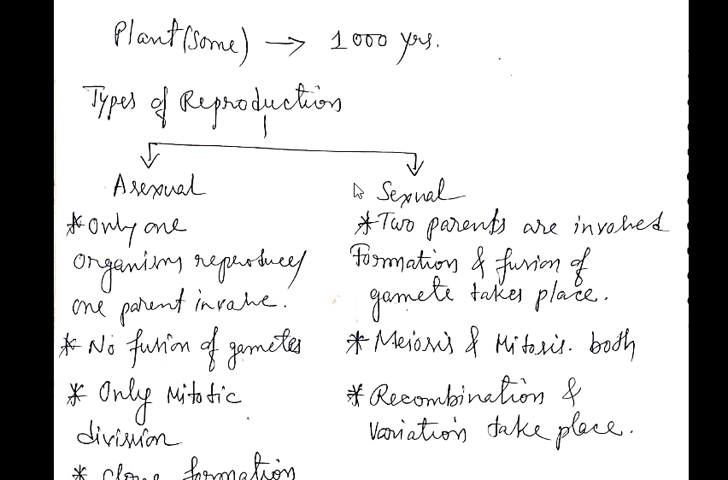 Plant(some) → 1000 yrs.
Types of Reproduction
Asexual
* Only one
organism reproduces/
one parent involve.
* No fusion of gametes
* Only Mitotic
division
* clone formation
Sexual
* Two parents are involved
Formation & fusion of
gamete takes place.
* Meiosis & Mitosis. both
* Recombination &
Variation take place.